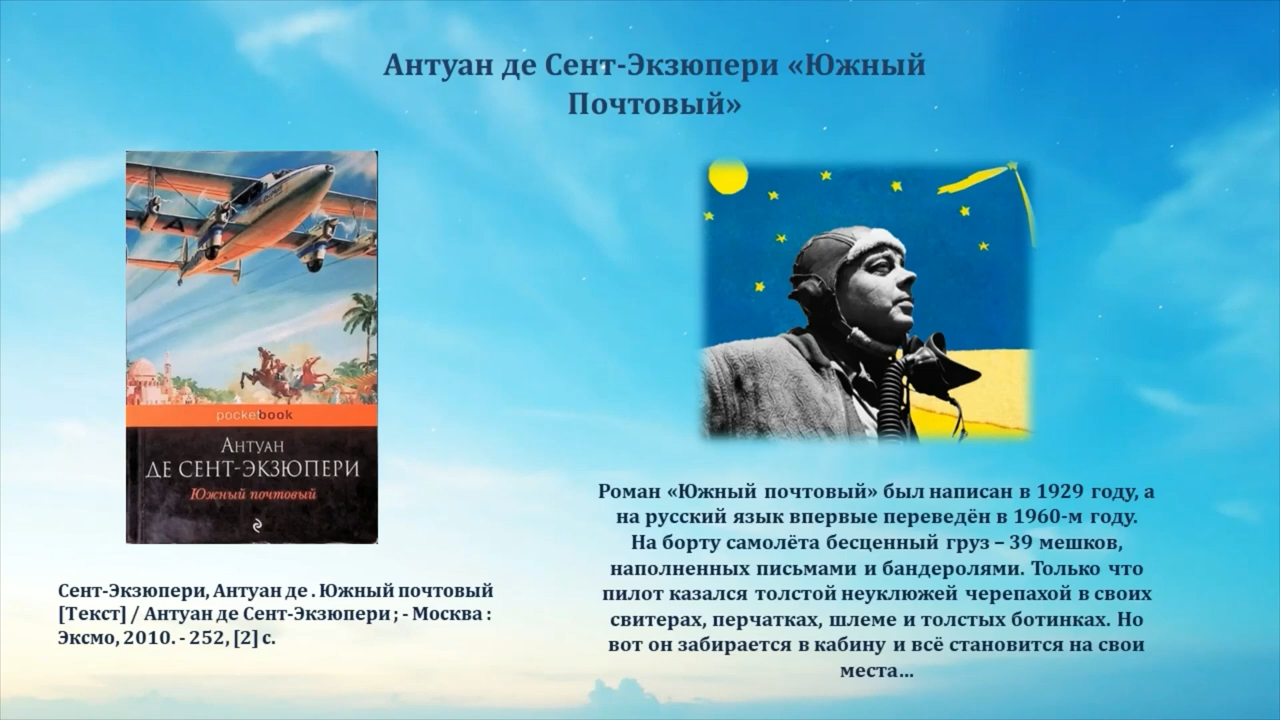 Антуан де Сент-Экзюпери «Южный
Почтовый»
pocketbook
Антуан
де Сент-Экзюпери
Южный почтовый
Сент-Экзюпери, Антуан де . Южный почтовый
[Текст] / Антуан де Сент-Экзюпери ; - Москва :
Эксмо, 2010. - 252, [2] с.
Роман «Южный почтовый» был написан в 1929 году, а
на русский язык впервые переведён в 1960-м году.
На борту самолёта бесценный груз – 39 мешков,
наполненных письмами и бандеролями. Только что
пилот казался толстой неуклюжей черепахой в своих
свитерах, перчатках, шлеме и толстых ботинках. Но
вот он забирается в кабину и всё становится на свои
места...